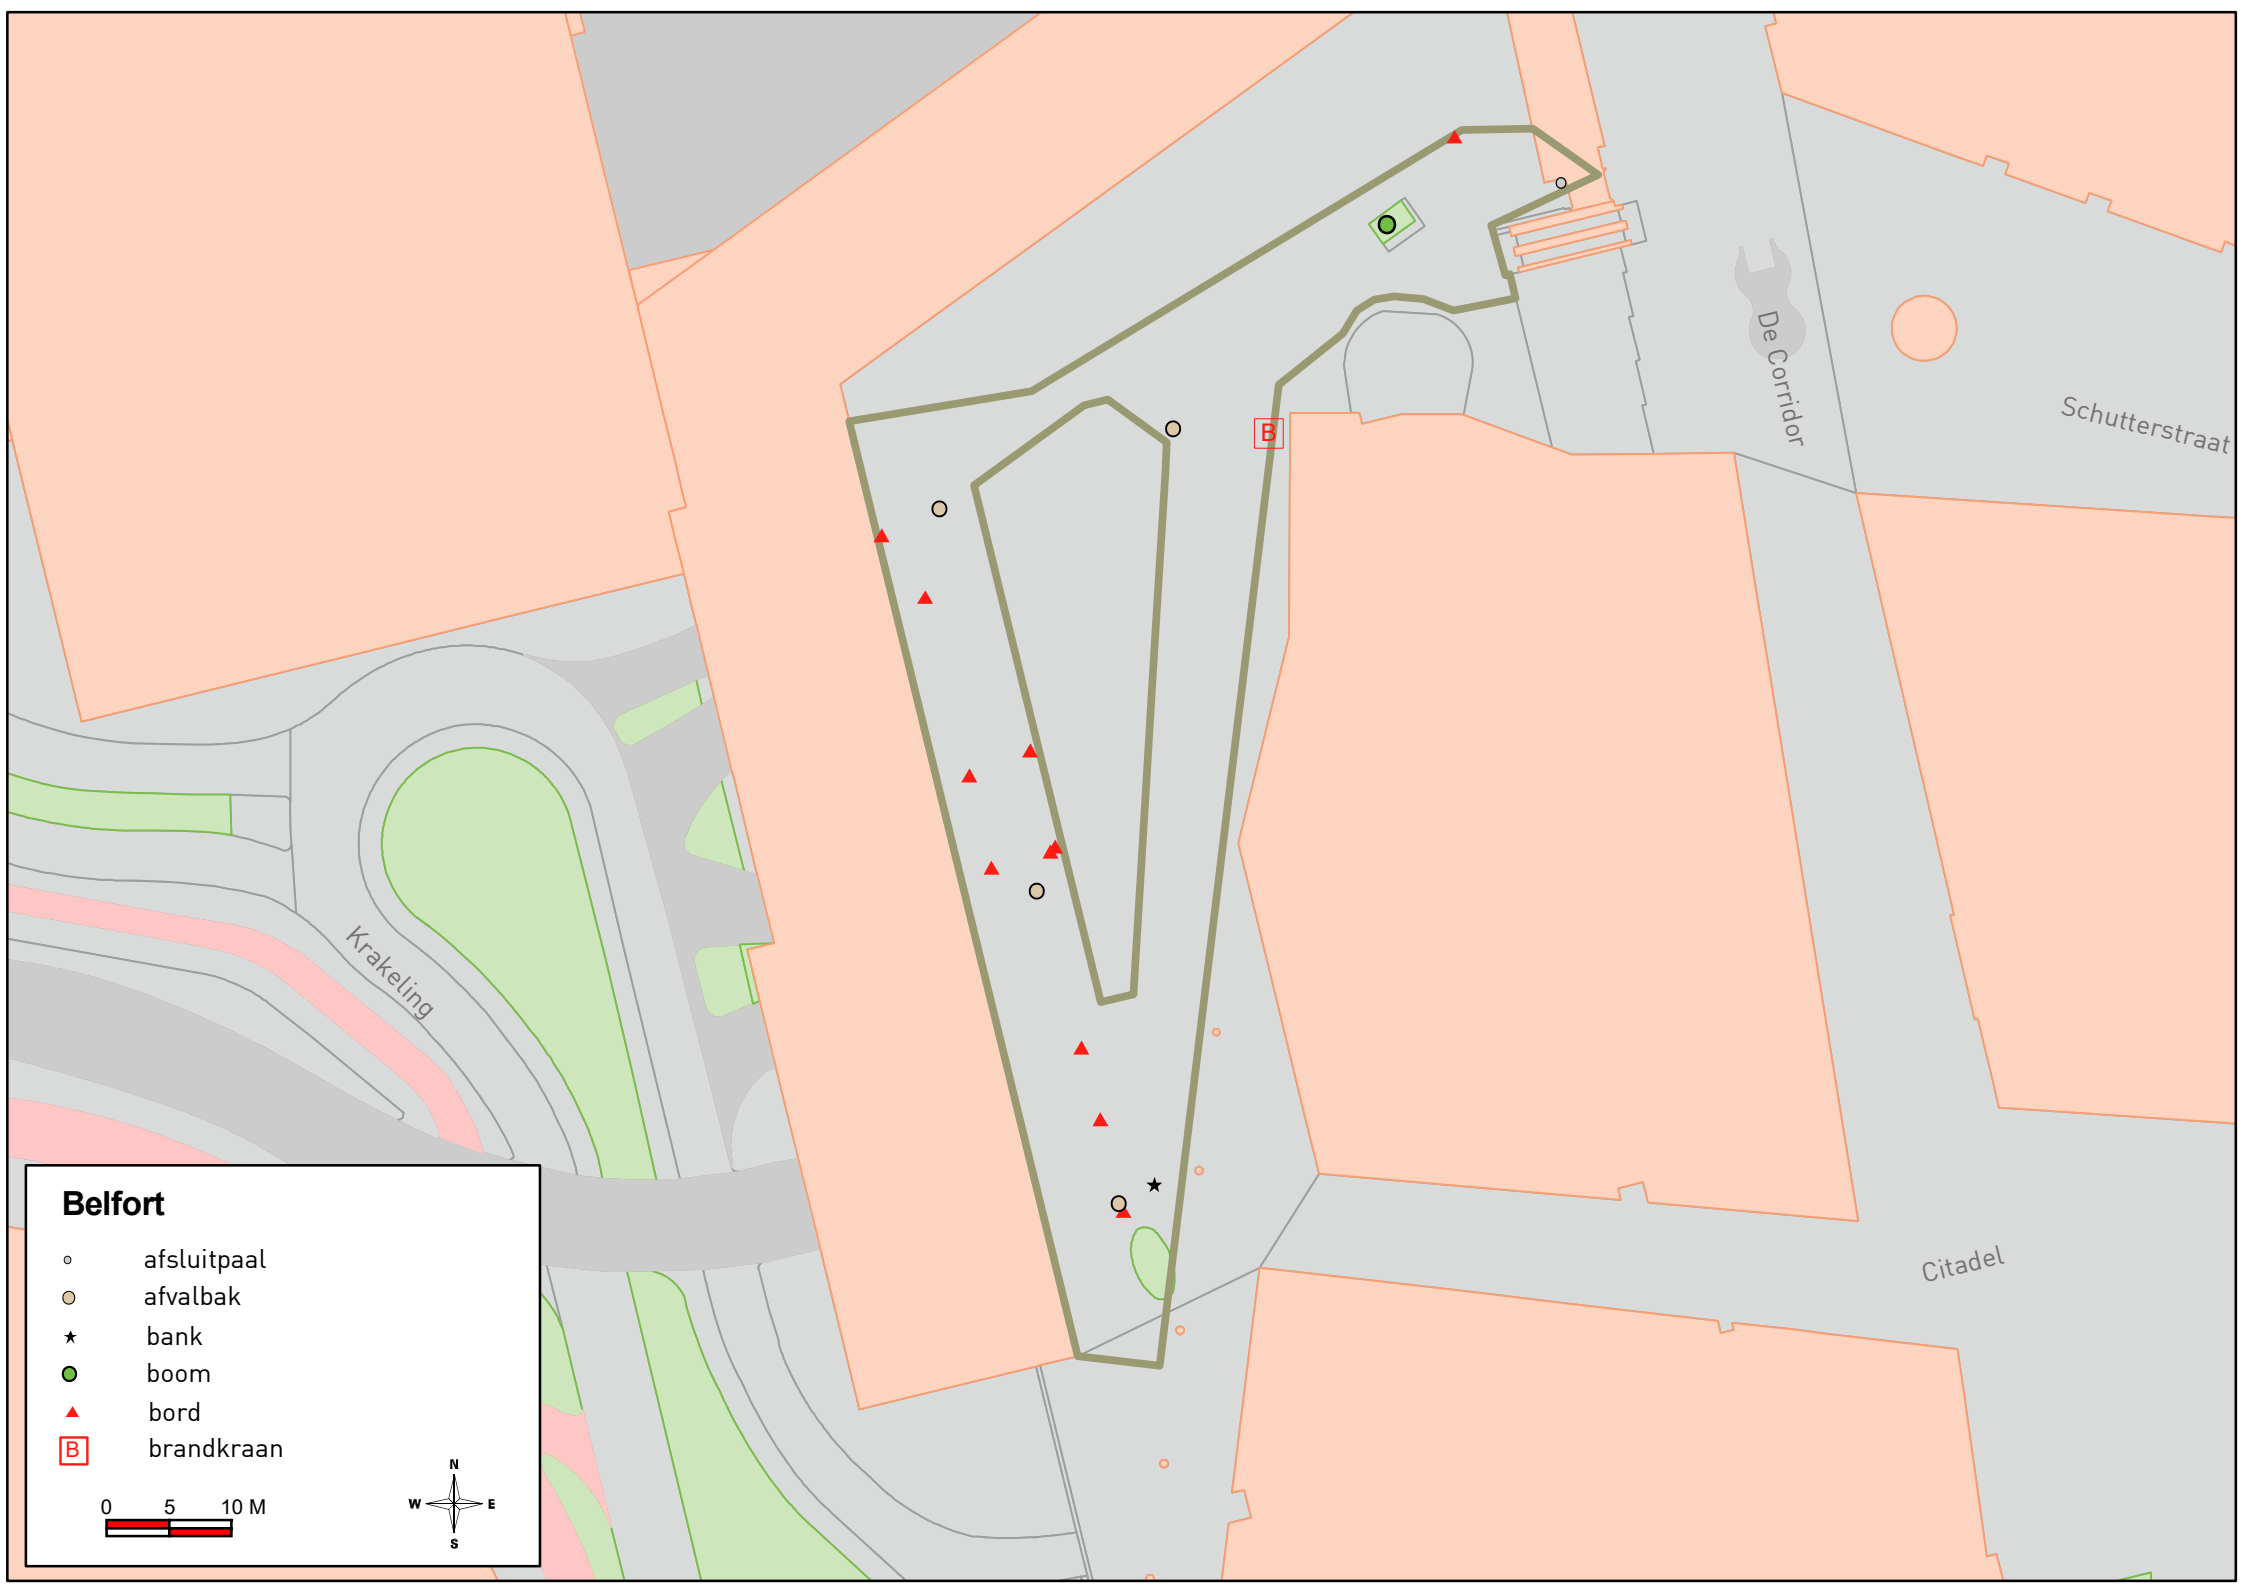 De Corridor
Schutterstraat
B
Krakeling
Citadel
Belfort
afsluitpaal
afvalbak
bank
boom
bord
B brandkraan
0 5 10 M
N
W E
S